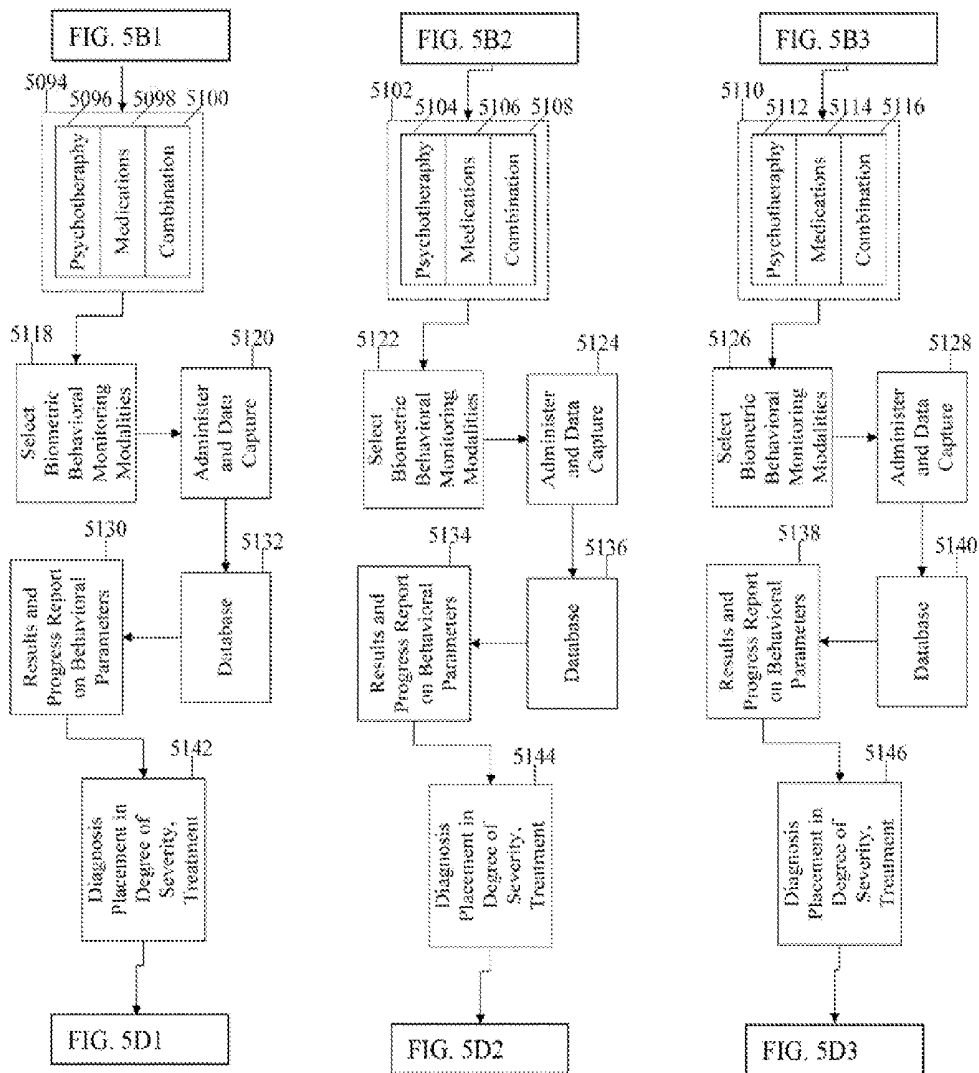 FIG. 5B1
5094
5096
5098
5100
Psychotheraphy
Medications
Combination
5118
Select
Biometric
Behavioral
Monitoring
Modalities
5120
Administer
and Data
Capture
5130
Results and
Progress Report
on Behavioral
Parameters
5132
Database
5142
Diagnosis
Placement in
Degree of
Severity,
Treatment
FIG. 5D1
FIG. 5B2
5102
5104
5106
5108
Psychotheraphy
Medications
Combination
5122
Select
Biometric
Behavioral
Monitoring
Modalities
5124
Administer
and Data
Capture
5134
Results and
Progress Report
on Behavioral
Parameters
5136
Database
5144
Diagnosis
Placement in
Degree of
Severity,
Treatment
FIG. 5D2
FIG. 5B3
5110
5112
5114
5116
Psychotheraphy
Medications
Combination
5126
Select
Biometric
Behavioral
Monitoring
Modalities
5128
Administer
and Data
Capture
5138
Results and
Progress Report
on Behavioral
Parameters
5140
Database
5146
Diagnosis
Placement in
Degree of
Severity,
Treatment
FIG. 5D3